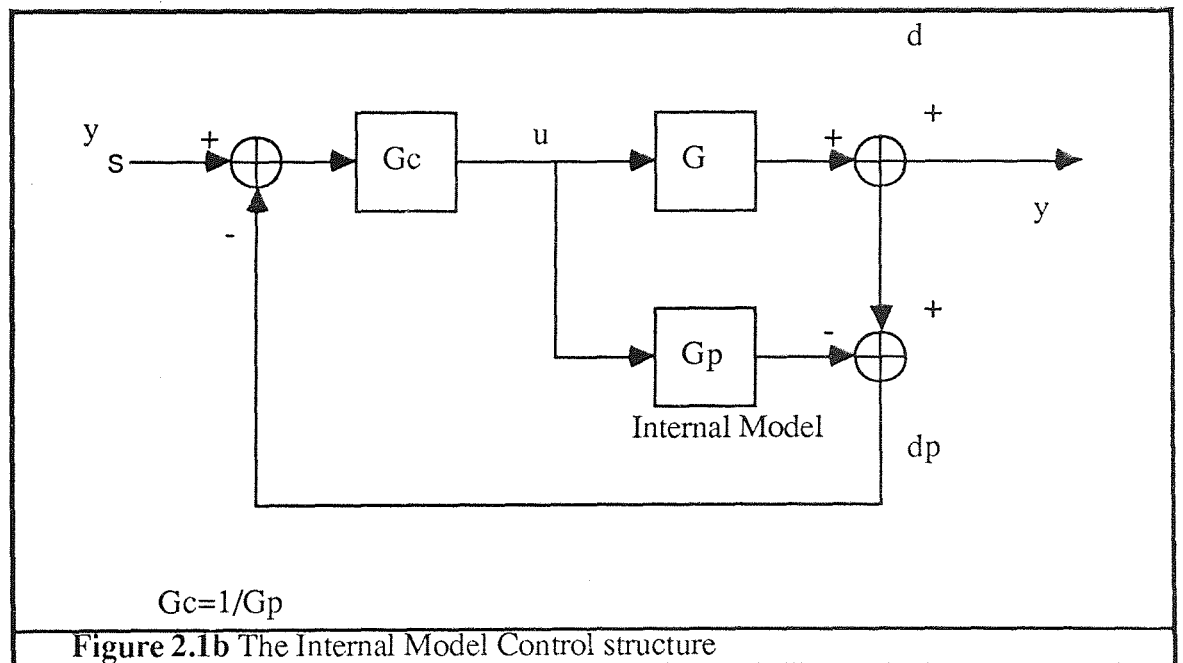 d
+
y
S
+
Gc
u
G
+
y
-
+
Gp
-
Internal Model
dp
Gc=1/Gp
Figure 2.1b The Internal Model Control structure